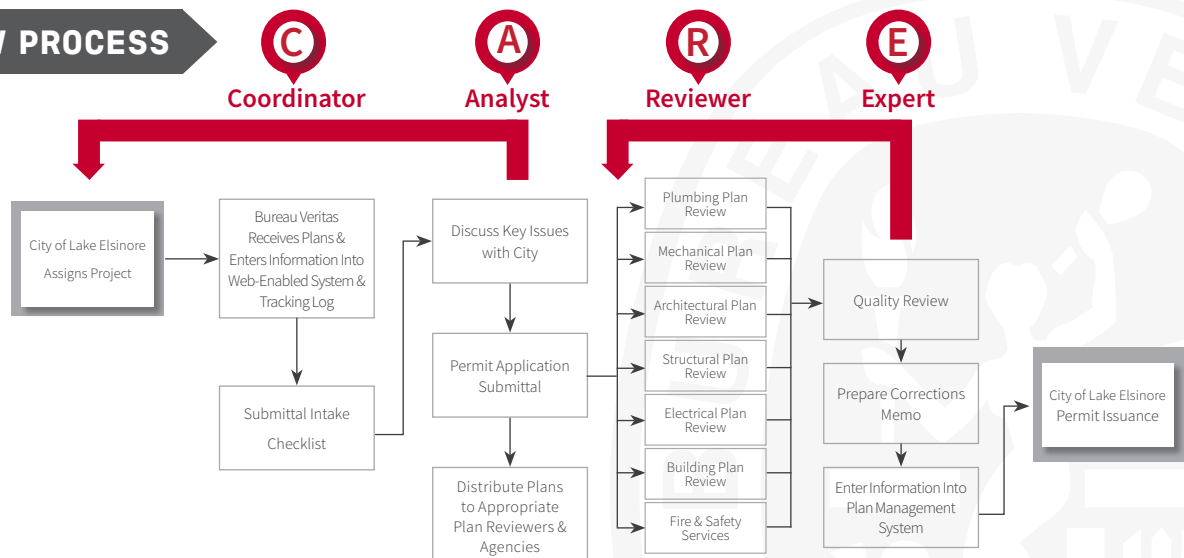 PROCESS
C
A
R
E
Coordinator
Analyst
Reviewer
Expert
City of Lake Elsinore
Assigns Project
Bureau Veritas
Receives Plans &
Enters Information Into
Web-Enabled System &
Tracking Log
Submittal Intake
Checklist
Discuss Key Issues
with City
Permit Application
Submittal
Distribute Plans
to Appropriate
Plan Reviewers &
Agencies
Plumbing Plan
Review
Mechanical Plan
Review
Architectural Plan
Review
Structural Plan
Review
Electrical Plan
Review
Building Plan
Review
Fire & Safety
Services
Quality Review
Prepare Corrections
Memo
Enter Information Into
Plan Management
System
City of Lake Elsinore
Permit Issuance
BUREAU VE